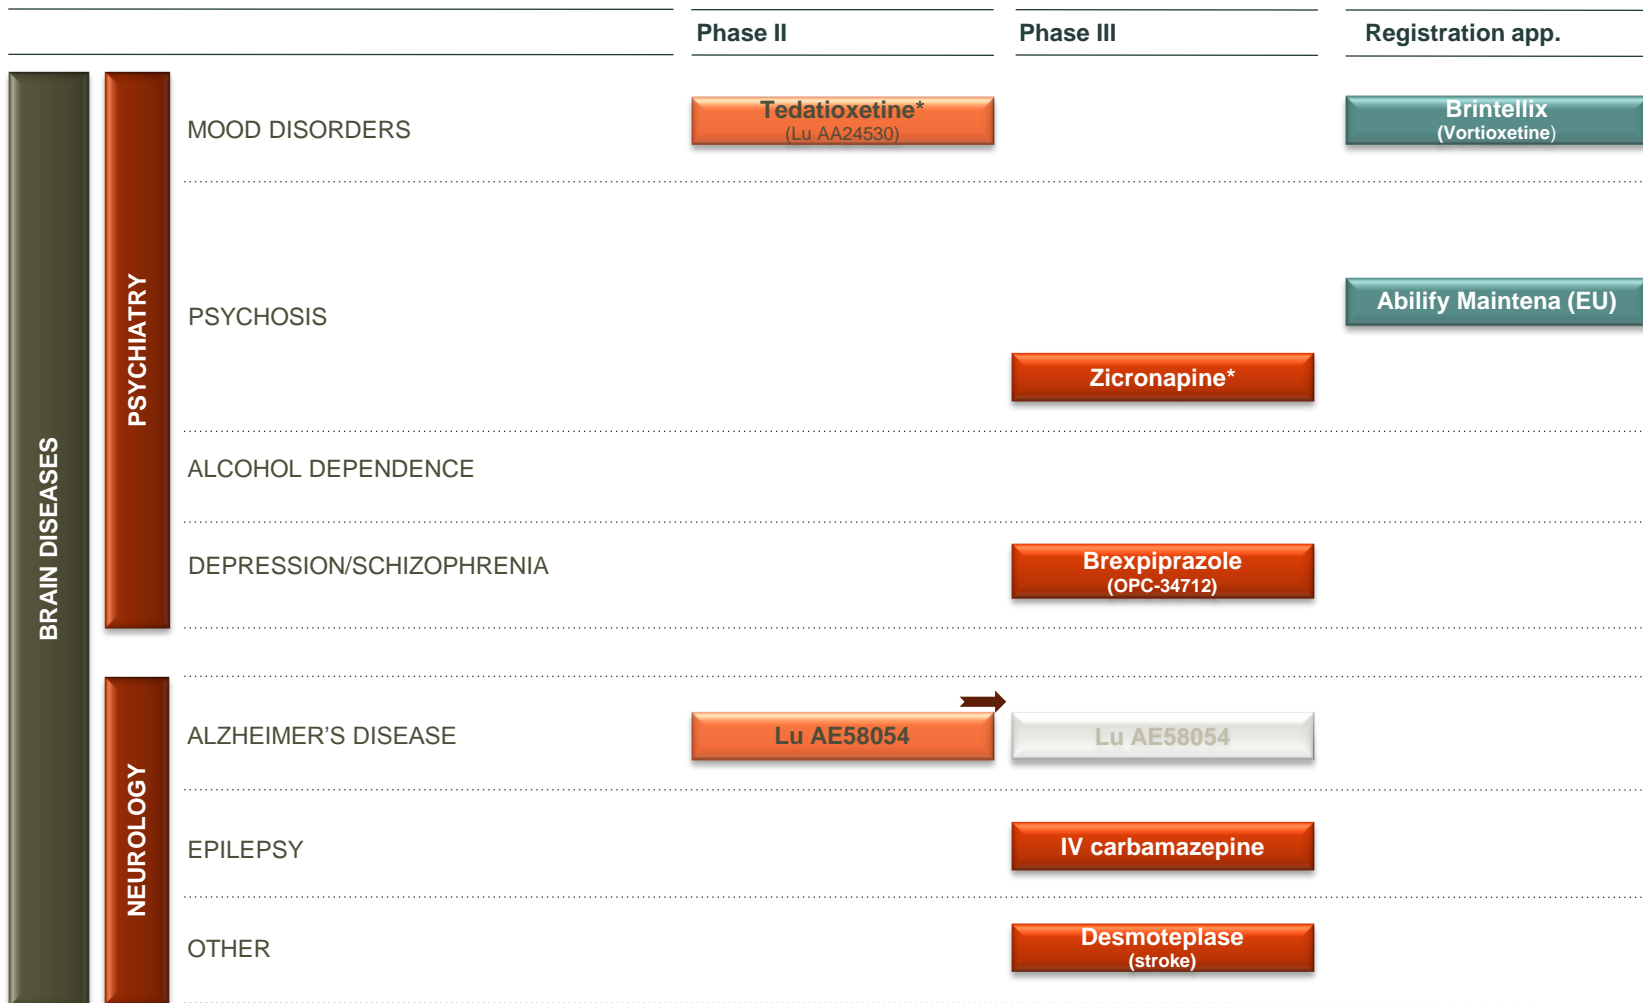 Phase II
Phase III
Registration app.
BRAIN DISEASES
PSYCHIATRY
MOOD DISORDERS
Tedatioxetine*
(Lu AA24530)
Brintellix
(Vortioxetine)
PSYCHOSIS
Abilify Maintena (EU)
Zicronapine*
ALCOHOL DEPENDENCE
DEPRESSION/SCHIZOPHRENIA
Brexpiprazole
(OPC-34712)
NEUROLOGY
ALZHEIMER’S DISEASE
Lu AE58054
Lu AE58054
EPILEPSY
IV carbamazepine
OTHER
Desmoteplase
(stroke)